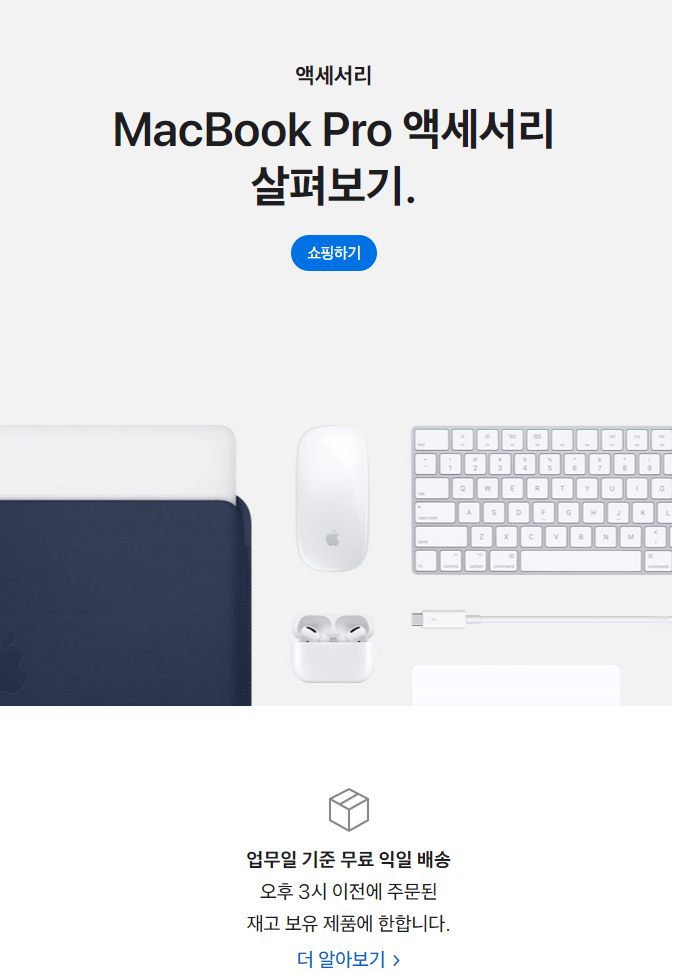 액세서리
MacBook Pro 액세서리
살펴보기.
쇼핑하기
Q W E R T Y U I O
A S D F G H J K L
Z X C V B N M
업무일 기준 무료 익일 배송
오후 3시 이전에 주문된
재고 보유 제품에 한합니다.
더 알아보기 >